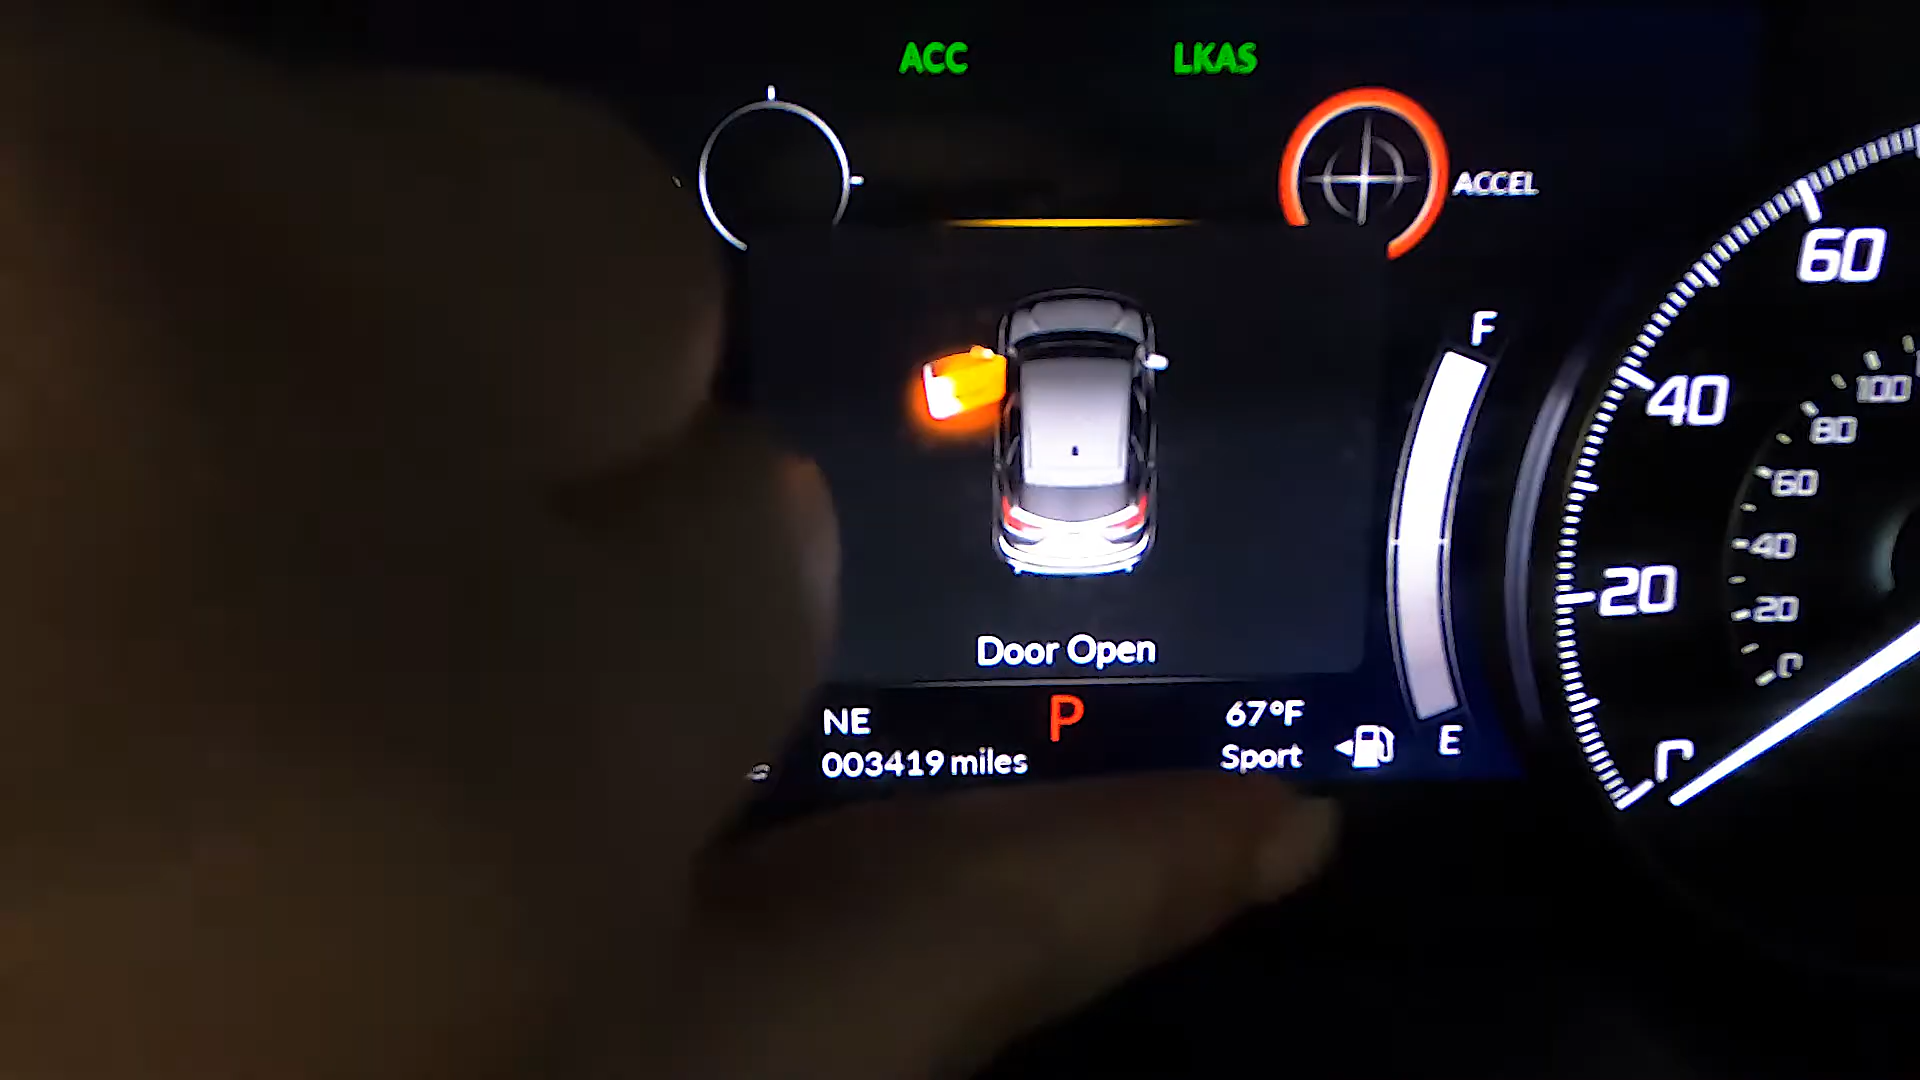 ACC
LKAS
ACCEL
F
60
40
20
100
80
60
40
20
0
Door Open
NE
P
67°F
003419 miles
Sport
E